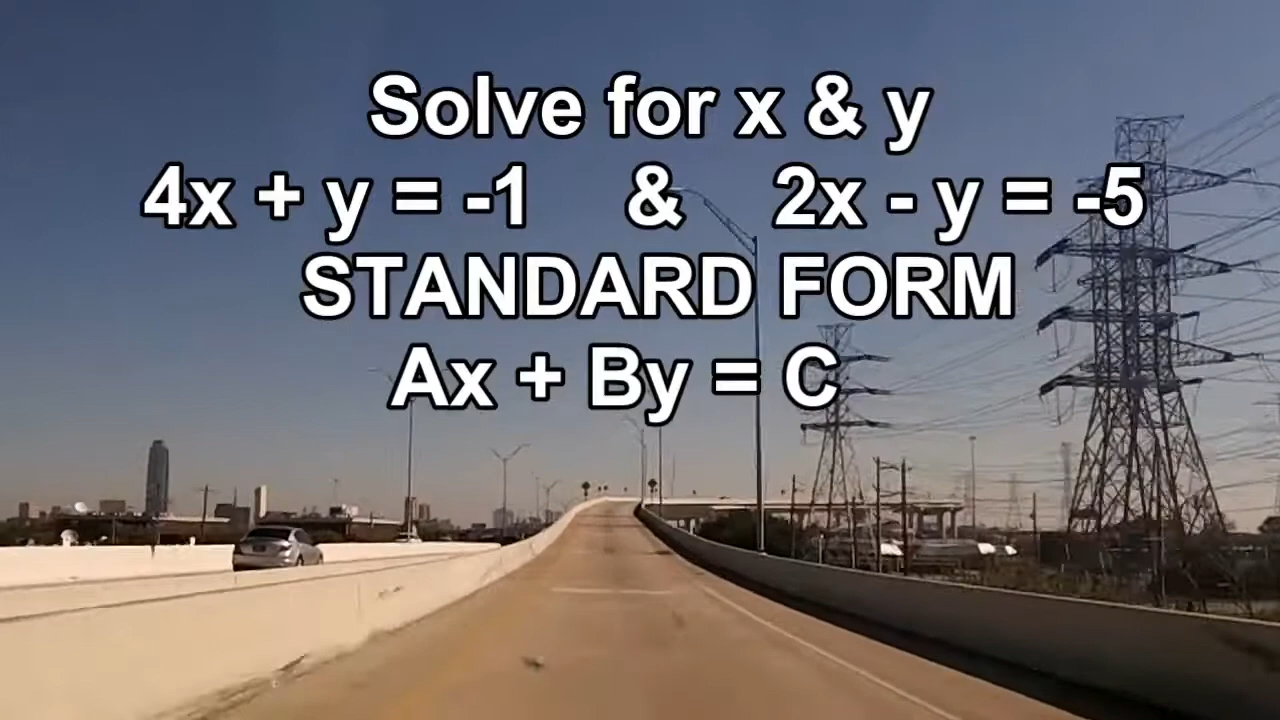 Solve for x & y
4x + y = -1 & 2x - y = -5
STANDARD FORM
Ax + By = C